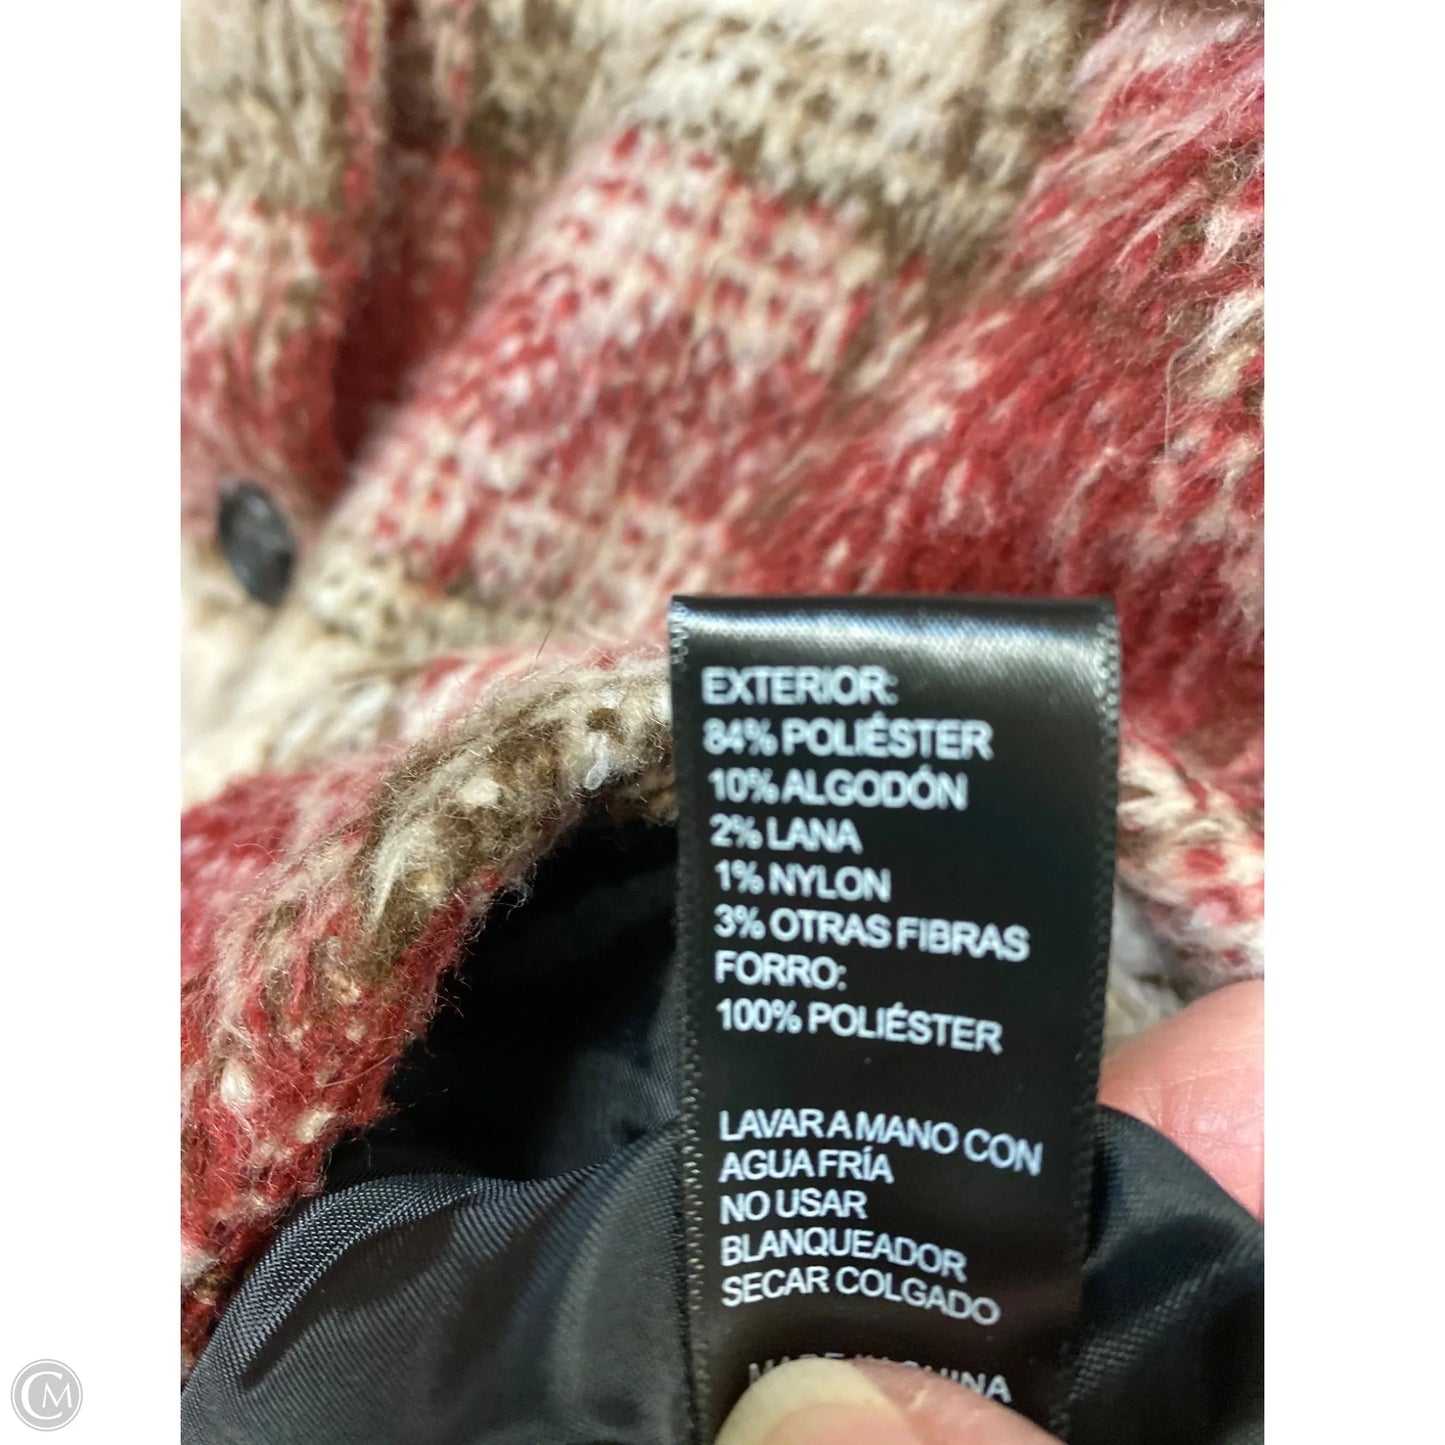 EXTERIOR:
84% POLIÉSTER
10% ALGODÓN
2% LANA
1% NYLON
3% OTRAS FIBRAS
FORRO:
100% POLIÉSTER
LAVAR A MANO CON
AGUA FRÍA
NO USAR
BLANQUEADOR
SECAR COLGADO
CM